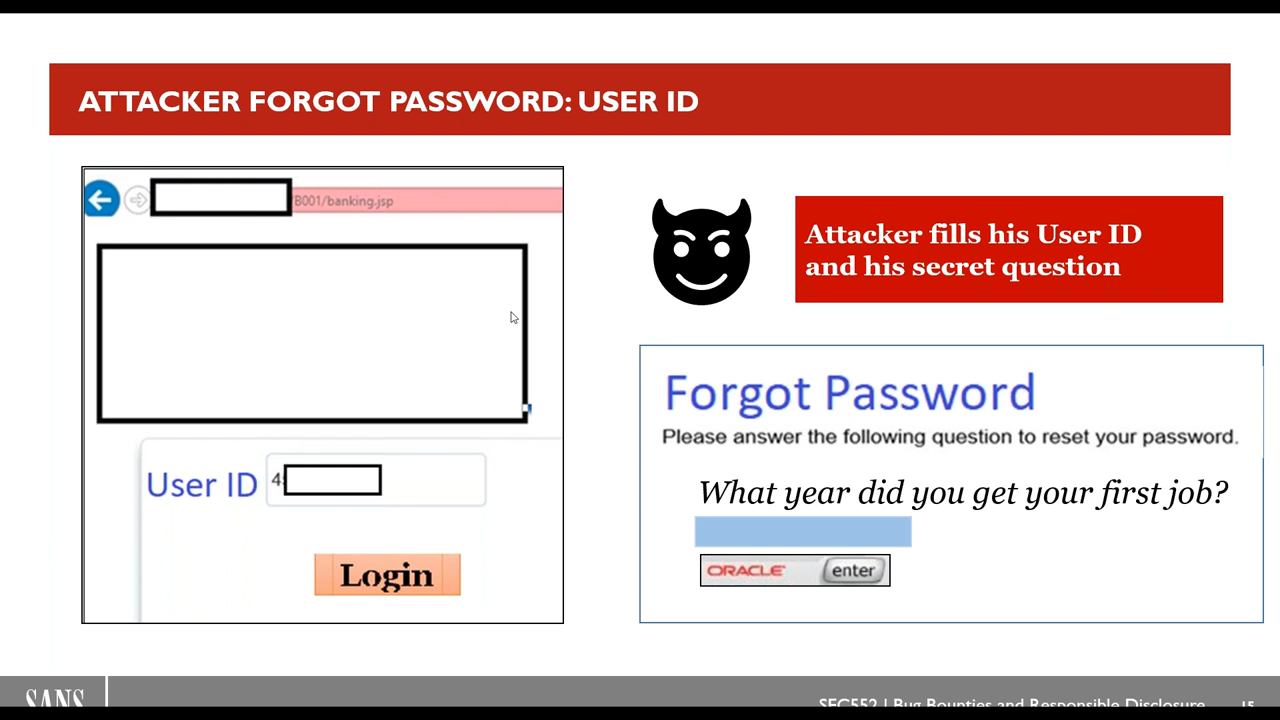 ATTACKER FORGOT PASSWORD: USER ID
B001/banking.jsp
User ID 4
Login
Attacker fills his User ID
and his secret question
Forgot Password
Please answer the following question to reset your password.
What year did you get your first job?
ORACLE enter
SANS
SEC552 | Bug Bounties and Responsible Disclosure 15